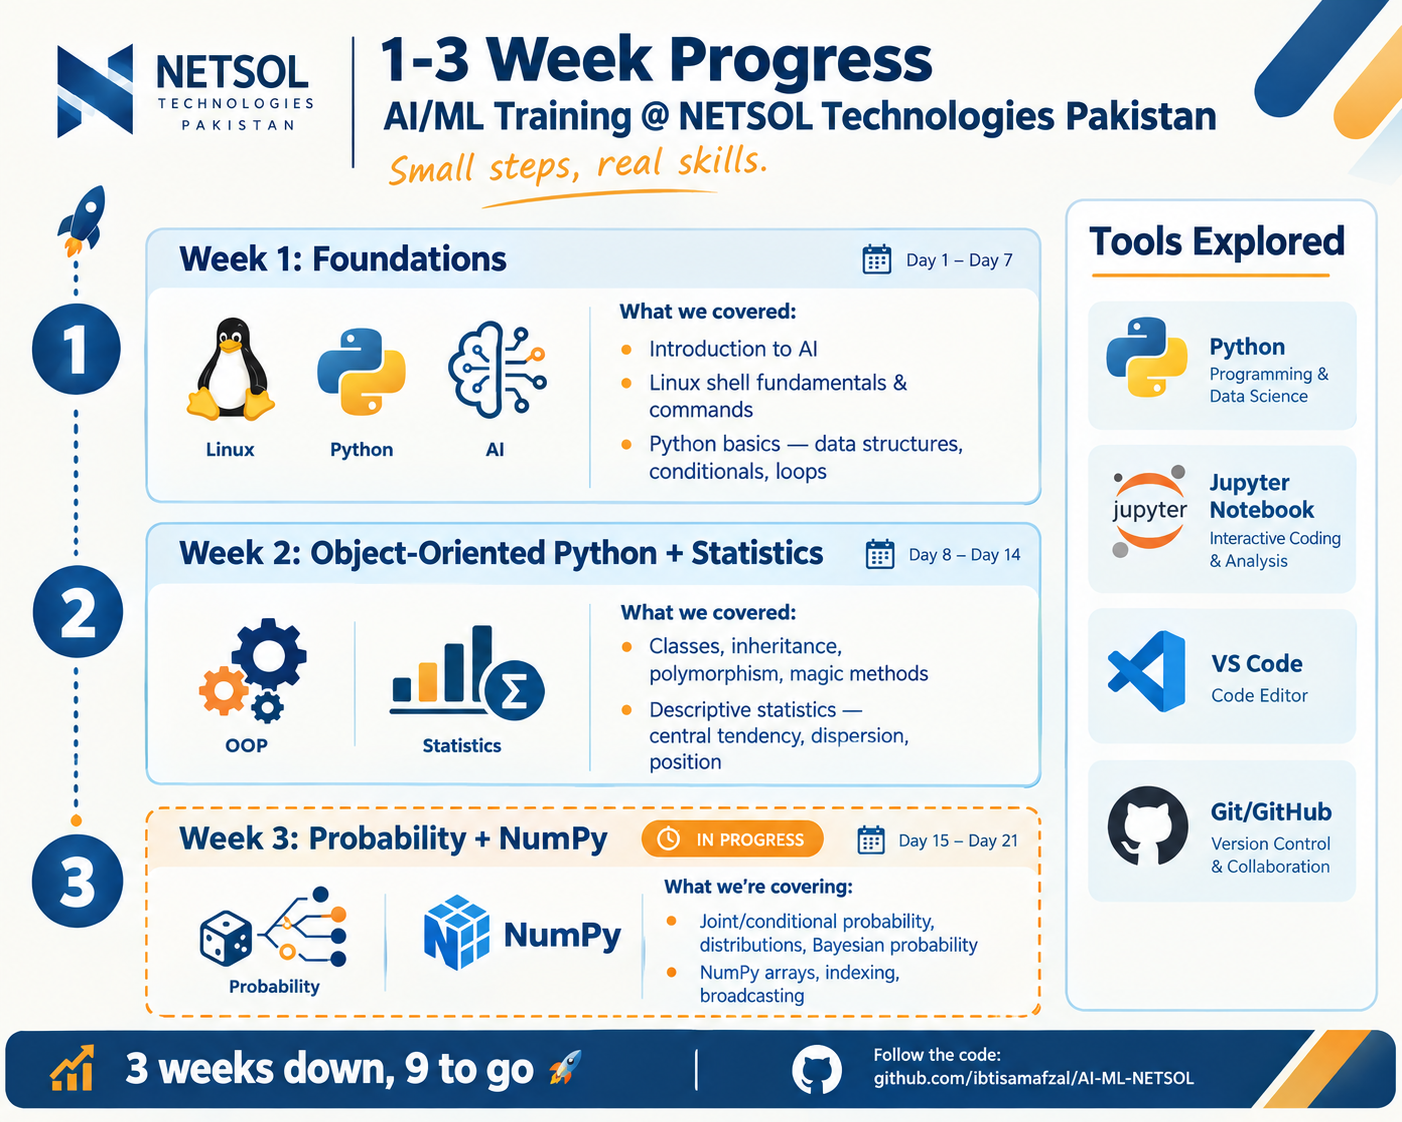 NETSOL
TECHNOLOGIES
PAKISTAN
1-3 Week Progress
AI/ML Training @ NETSOL Technologies Pakistan
Small steps, real skills.
1
Week 1: Foundations
Day 1 – Day 7
Linux
Python
AI
What we covered:
Introduction to AI
Linux shell fundamentals &
commands
Python basics — data structures,
conditionals, loops
2
Week 2: Object-Oriented Python + Statistics
Day 8 – Day 14
OOP
Σ
Statistics
What we covered:
Classes, inheritance,
polymorphism, magic methods
Descriptive statistics —
central tendency, dispersion,
position
3
Week 3: Probability + NumPy
IN PROGRESS
Day 15 – Day 21
Probability
NumPy
What we're covering:
Joint/conditional probability,
distributions, Bayesian probability
NumPy arrays, indexing,
broadcasting
Tools Explored
Python
Programming &
Data Science
jupyter
Jupyter
Notebook
Interactive Coding
& Analysis
VS Code
Code Editor
Git/GitHub
Version Control
& Collaboration
3 weeks down, 9 to go 🚀
Follow the code:
github.com/ibtisamafzal/AI-ML-NETSOL